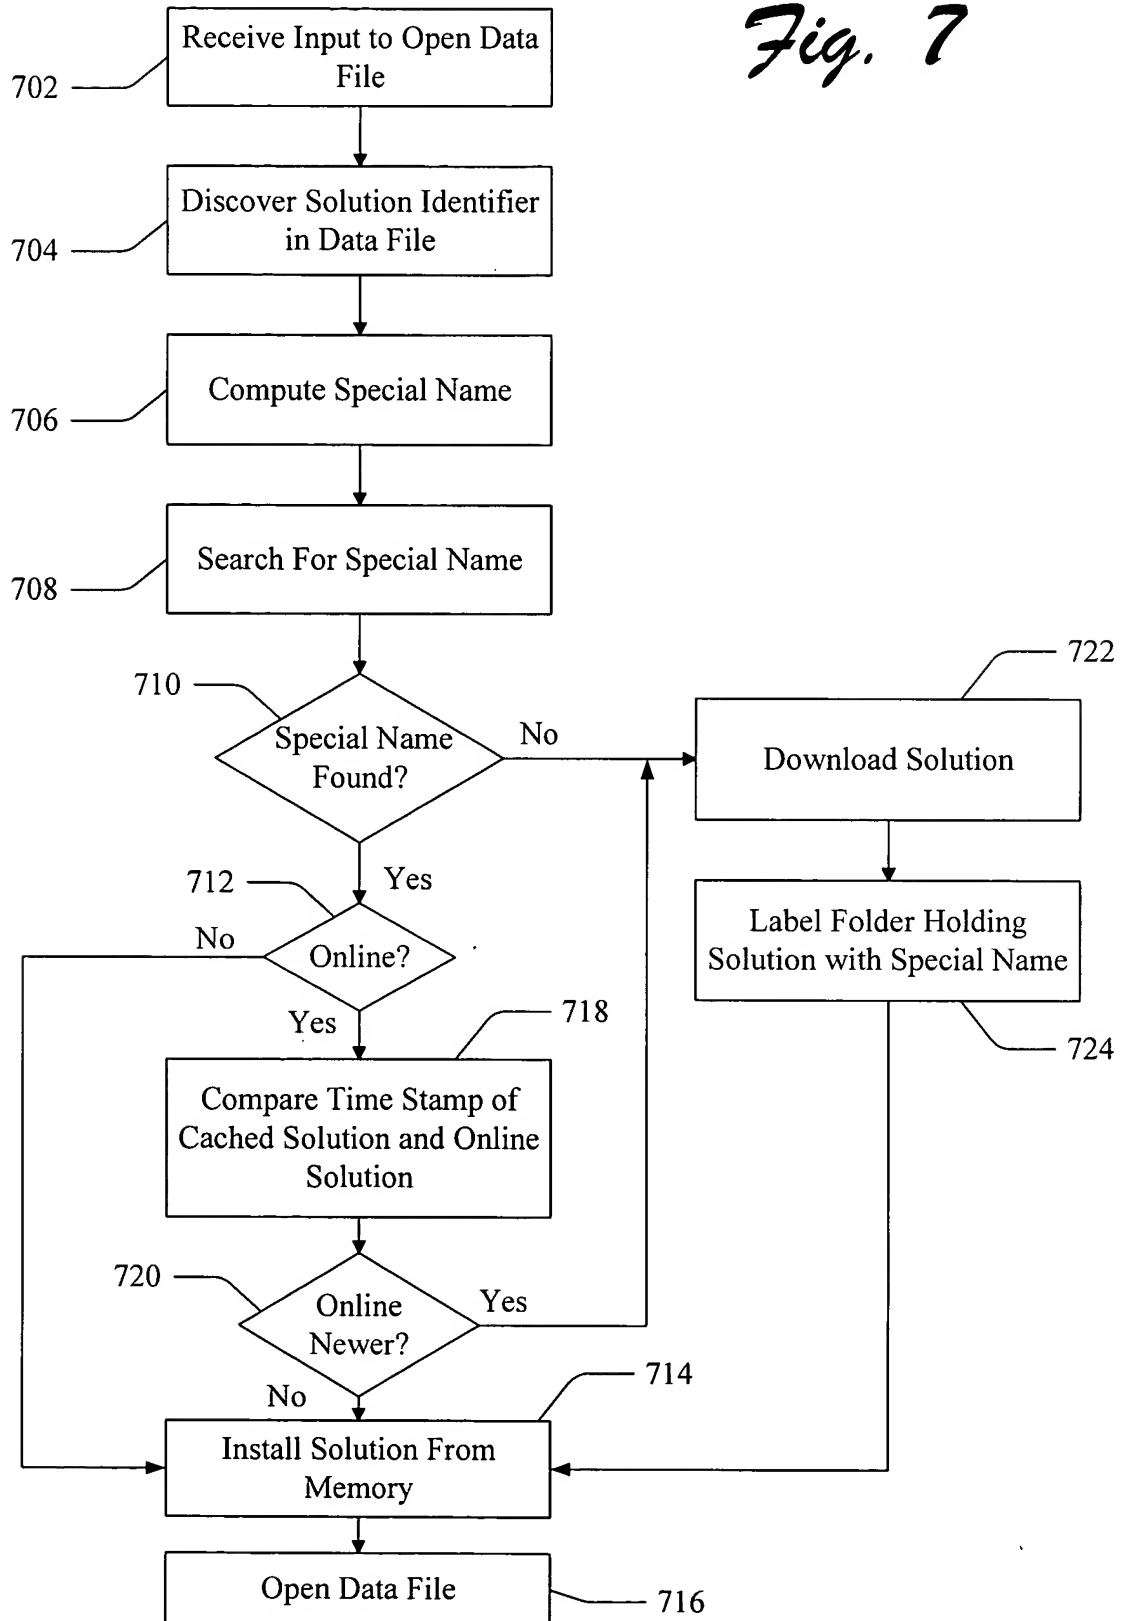 Fig. 7
Receive Input to Open Data
File
702
Discover Solution Identifier
in Data File
704
Compute Special Name
706
Search For Special Name
708
710
Special Name
Found?
No
Yes
722
Download Solution
712
Online?
No
Yes
Label Folder Holding
Solution with Special Name
724
718
Compare Time Stamp of
Cached Solution and Online
Solution
720
Online
Newer?
Yes
No
714
Install Solution From
Memory
Open Data File
716